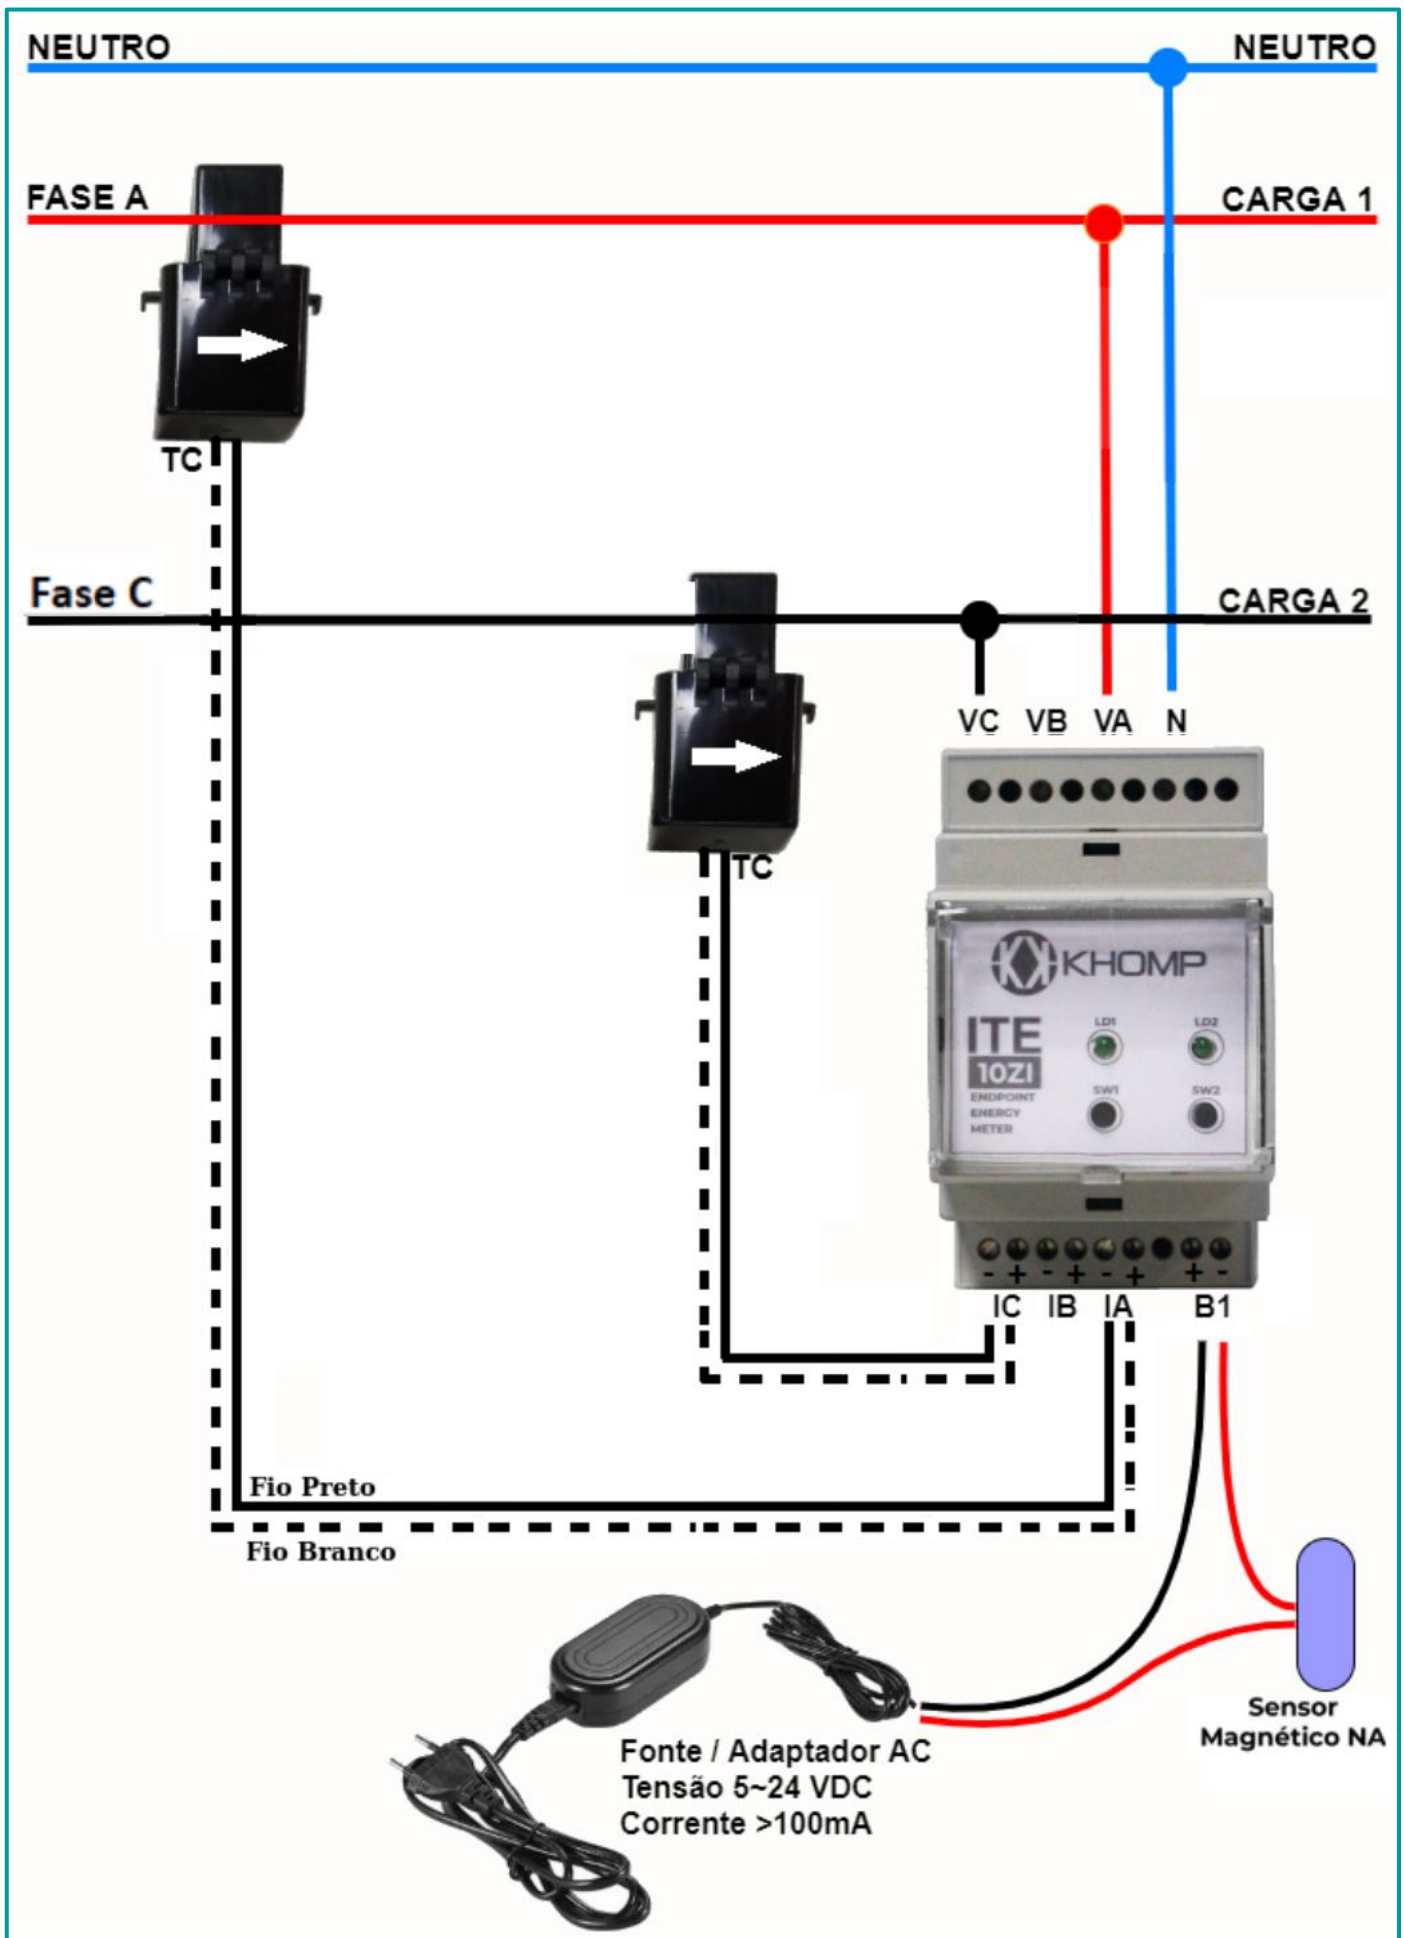 NEUTRO
NEUTRO
FASE A
CARGA 1
TC
Fase C
CARGA 2
VC VB VA N
TC
KHOMP
ITE
10ZI
ENDPOINT
ENERGY
METER
LD1
LD2
SW1
SW2
- + - + - + + -
IC IB IA B1
Fio Preto
Fio Branco
Sensor
Magnético NA
Fonte / Adaptador AC
Tensão 5~24 VDC
Corrente >100mA